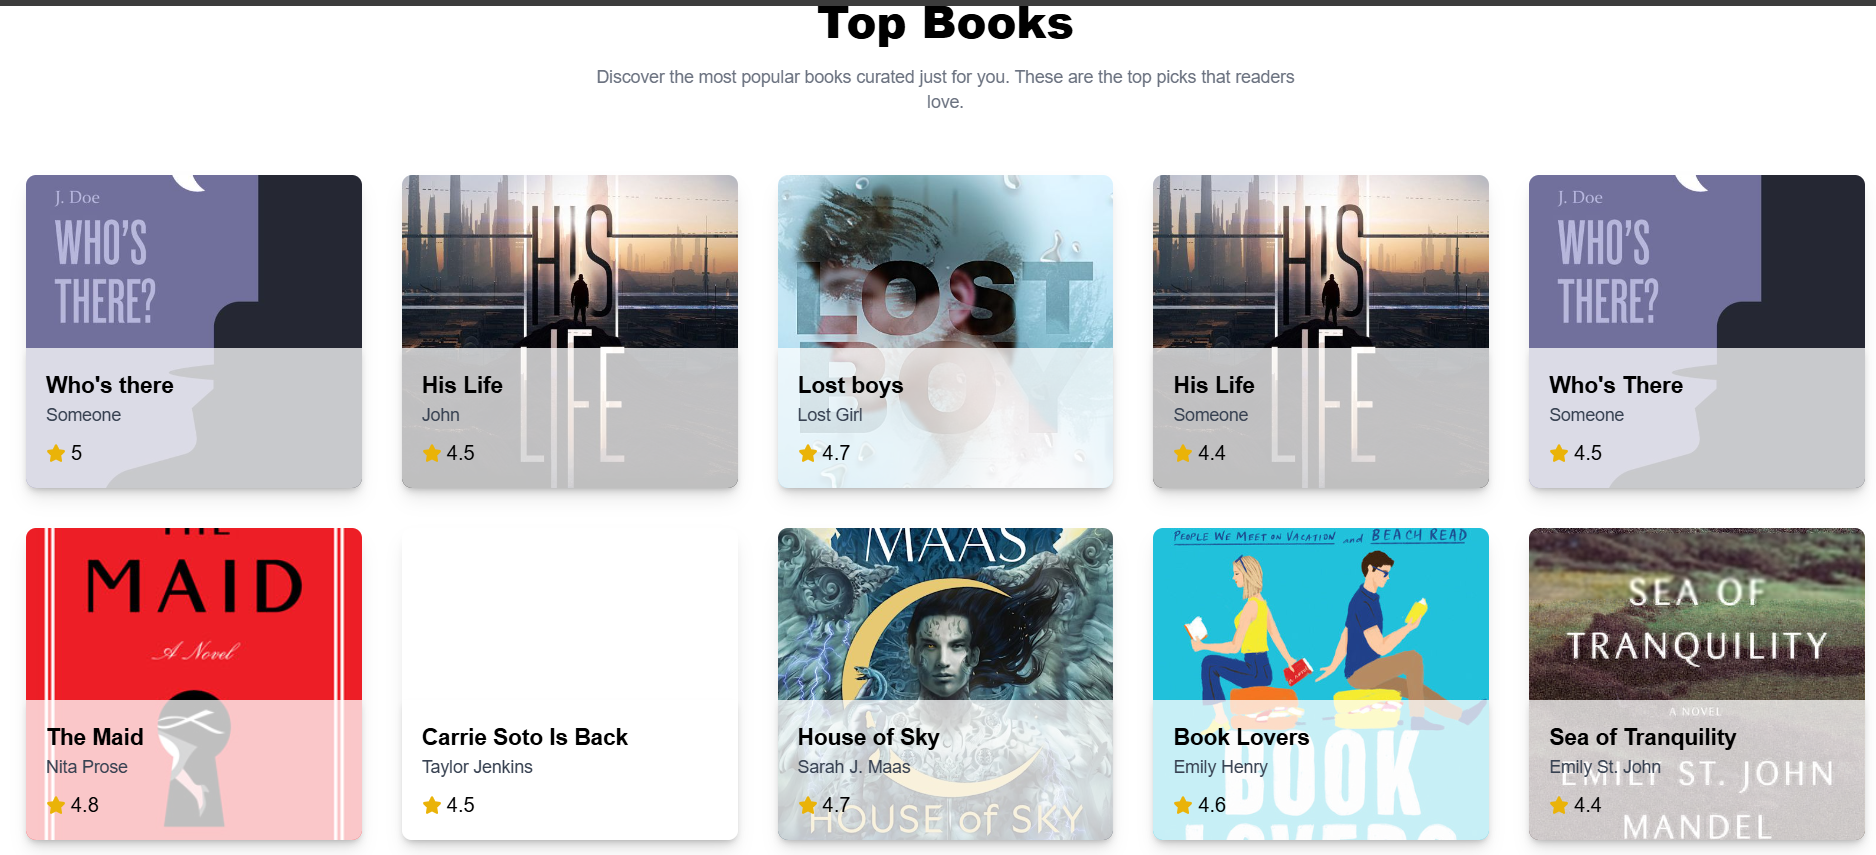 Top Books
Discover the most popular books curated just for you. These are the top picks that readers
love.
J. Doe
WHO'S
THERE?
Who's there
Someone
5
HIS
LIFE
His Life
John
4.5
LOST
BOY
Lost boys
Lost Girl
4.7
HIS
LIFE
His Life
Someone
4.4
J. Doe
WHO'S
THERE?
Who's There
Someone
4.5
THE
MAID
A Novel
The Maid
Nita Prose
4.8
Carrie Soto Is Back
Taylor Jenkins
4.5
MAAS
House of Sky
Sarah J. Maas
4.7
HOUSE of SKY
PEOPLE WE MEET ON VACATION and BEACH READ
a novel
Book Lovers
Emily Henry
4.6
BOOK
LOVERS
SEA OF
TRANQUILITY
A NOVEL
Sea of Tranquility
Emily St. John
4.4
EMILY ST. JOHN
MANDEL